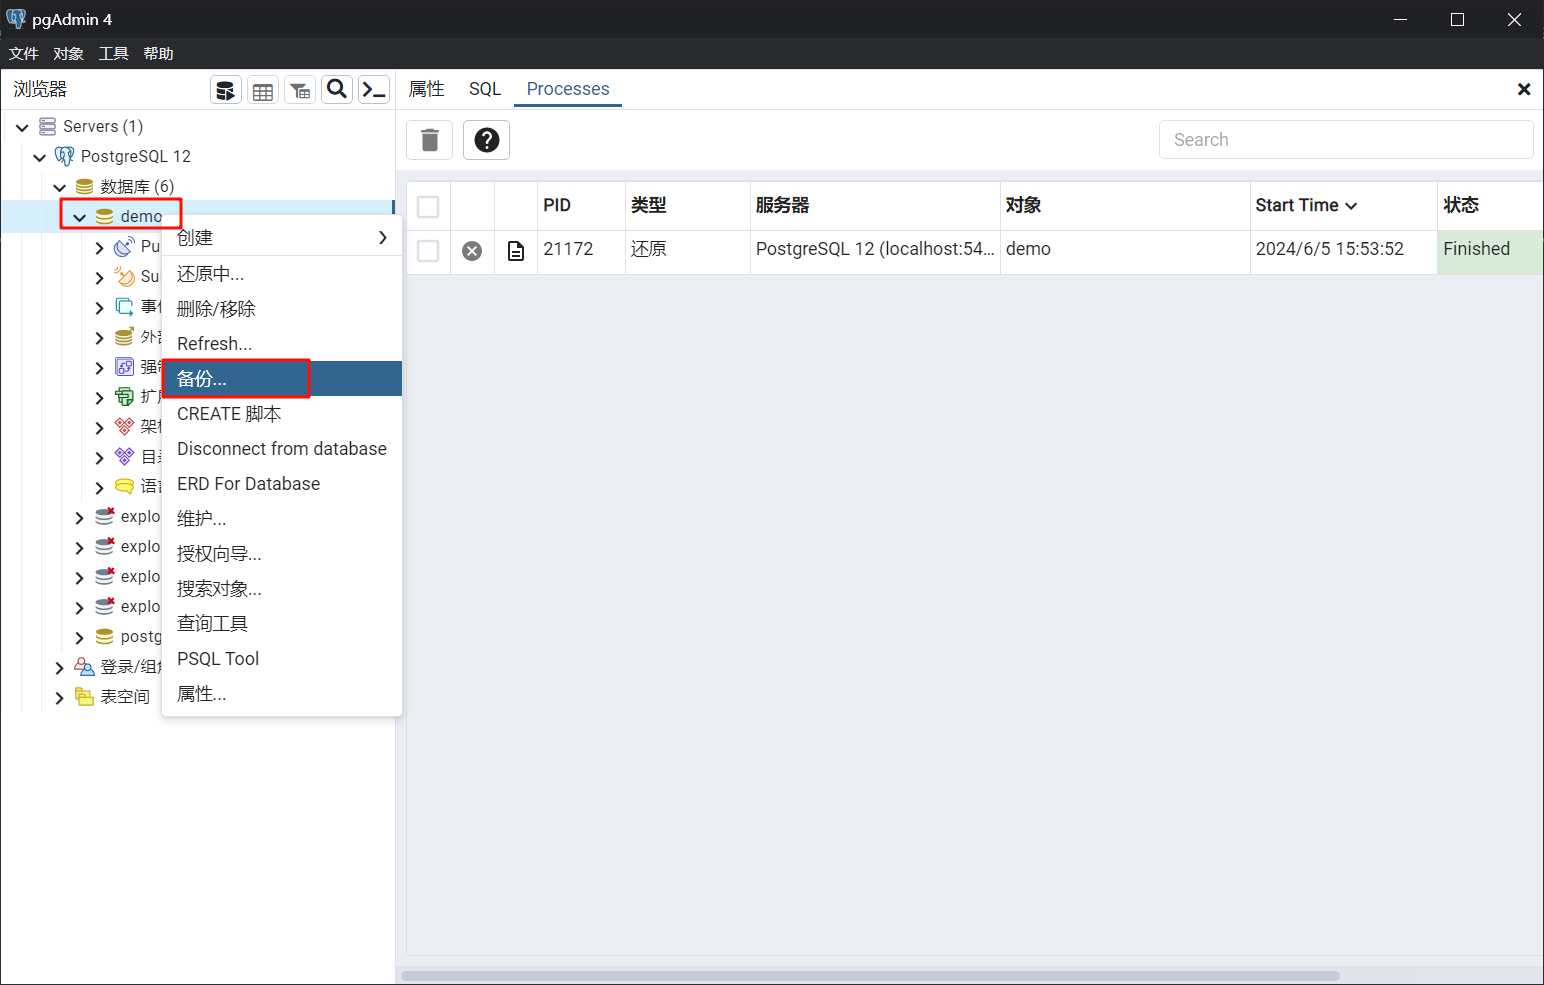 pgAdmin 4
文件 对象 工具 帮助
浏览器
属性 SQL Processes
Search
Servers (1)
PostgreSQL 12
数据库 (6)
demo
Pu
Su
事
外
强
扩
架
目
语
explo
explo
explo
explo
postg
登录/组
表空间
创建
还原中...
删除/移除
Refresh...
备份...
CREATE 脚本
Disconnect from database
ERD For Database
维护...
授权向导...
搜索对象...
查询工具
PSQL Tool
属性...
PID 类型 服务器 对象 Start Time 状态
21172 还原 PostgreSQL 12 (localhost:54... demo 2024/6/5 15:53:52 Finished